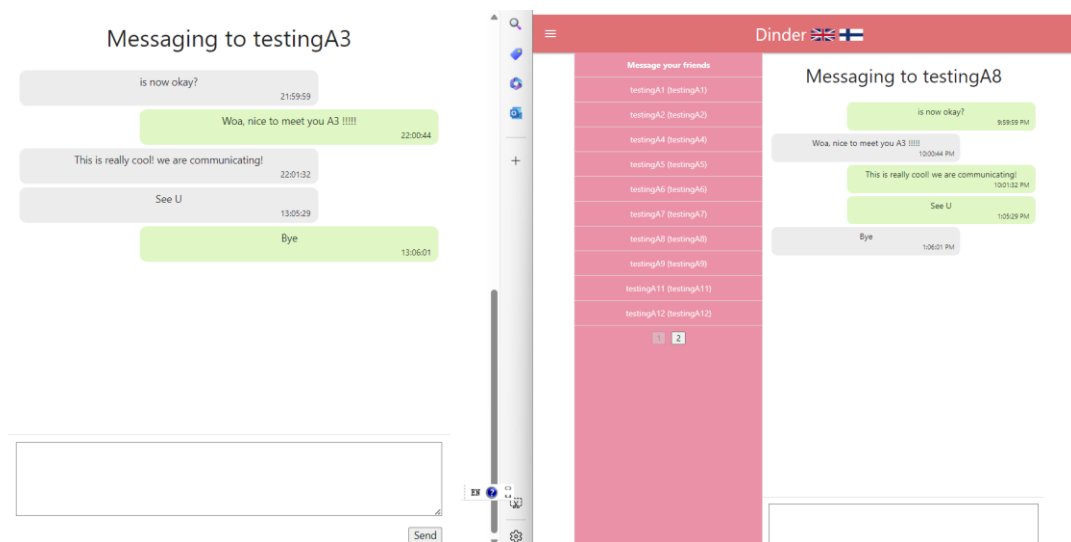 Messaging to testingA3
is now okay?
21:59:59
Woa, nice to meet you A3 !!!!!
22:00:44
This is really cool! we are communicating!
22:01:32
See U
13:05:29
Bye
13:06:01
Send
EN
Dinder
Message your friends
testingA1 (testingA1)
testingA2 (testingA2)
testingA4 (testingA4)
testingA5 (testingA5)
testingA6 (testingA6)
testingA7 (testingA7)
testingA8 (testingA8)
testingA9 (testingA9)
testingA11 (testingA11)
testingA12 (testingA12)
1 2
Messaging to testingA8
is now okay?
9:59:59 PM
Woa, nice to meet you A3 !!!!!
10:00:44 PM
This is really cool! we are communicating!
10:01:32 PM
See U
1:05:29 PM
Bye
1:06:01 PM